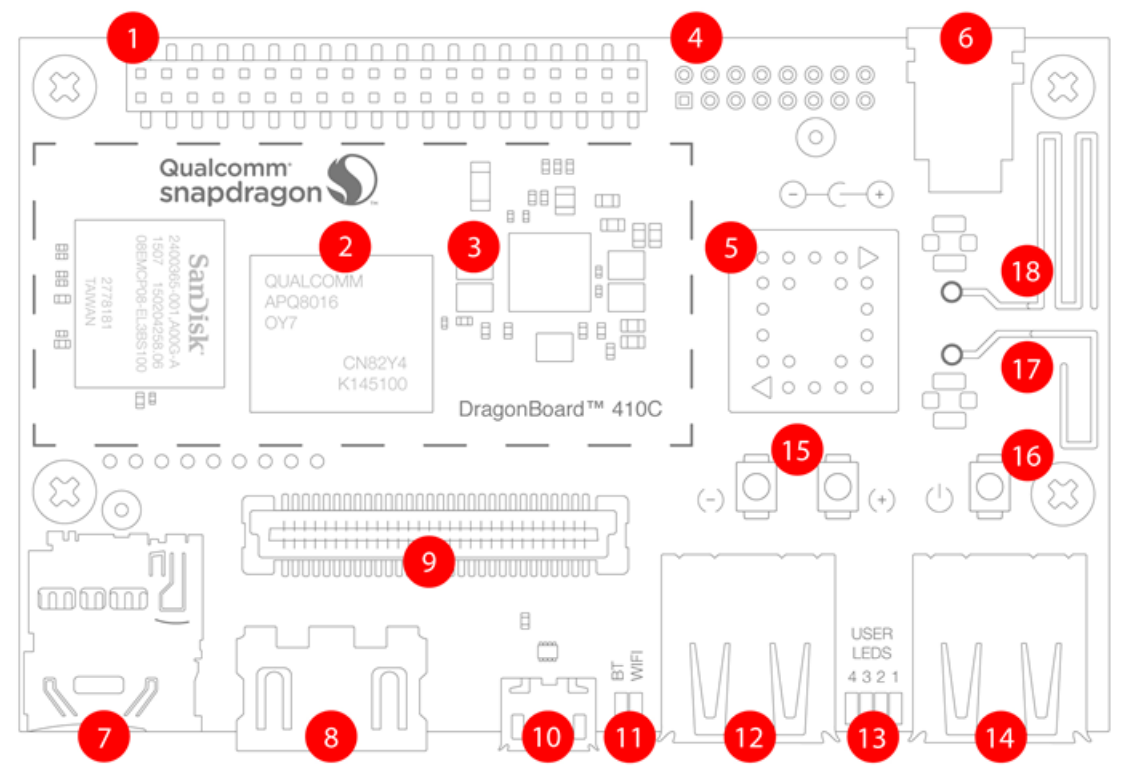 1
4
6
Qualcomm
snapdragon
2
3
5
18
SanDisk
2400365-001,A00G-A
1507 150204258.06
08EMCP08-EL3BS100
2778181
TAIWAN
QUALCOMM
APQ8016
OY7
CN82Y4
K145100
DragonBoard™ 410C
17
15
16
(-)
(+)
9
USER
LEDS
4 3 2 1
BT
WIFI
7
8
10
11
12
13
14